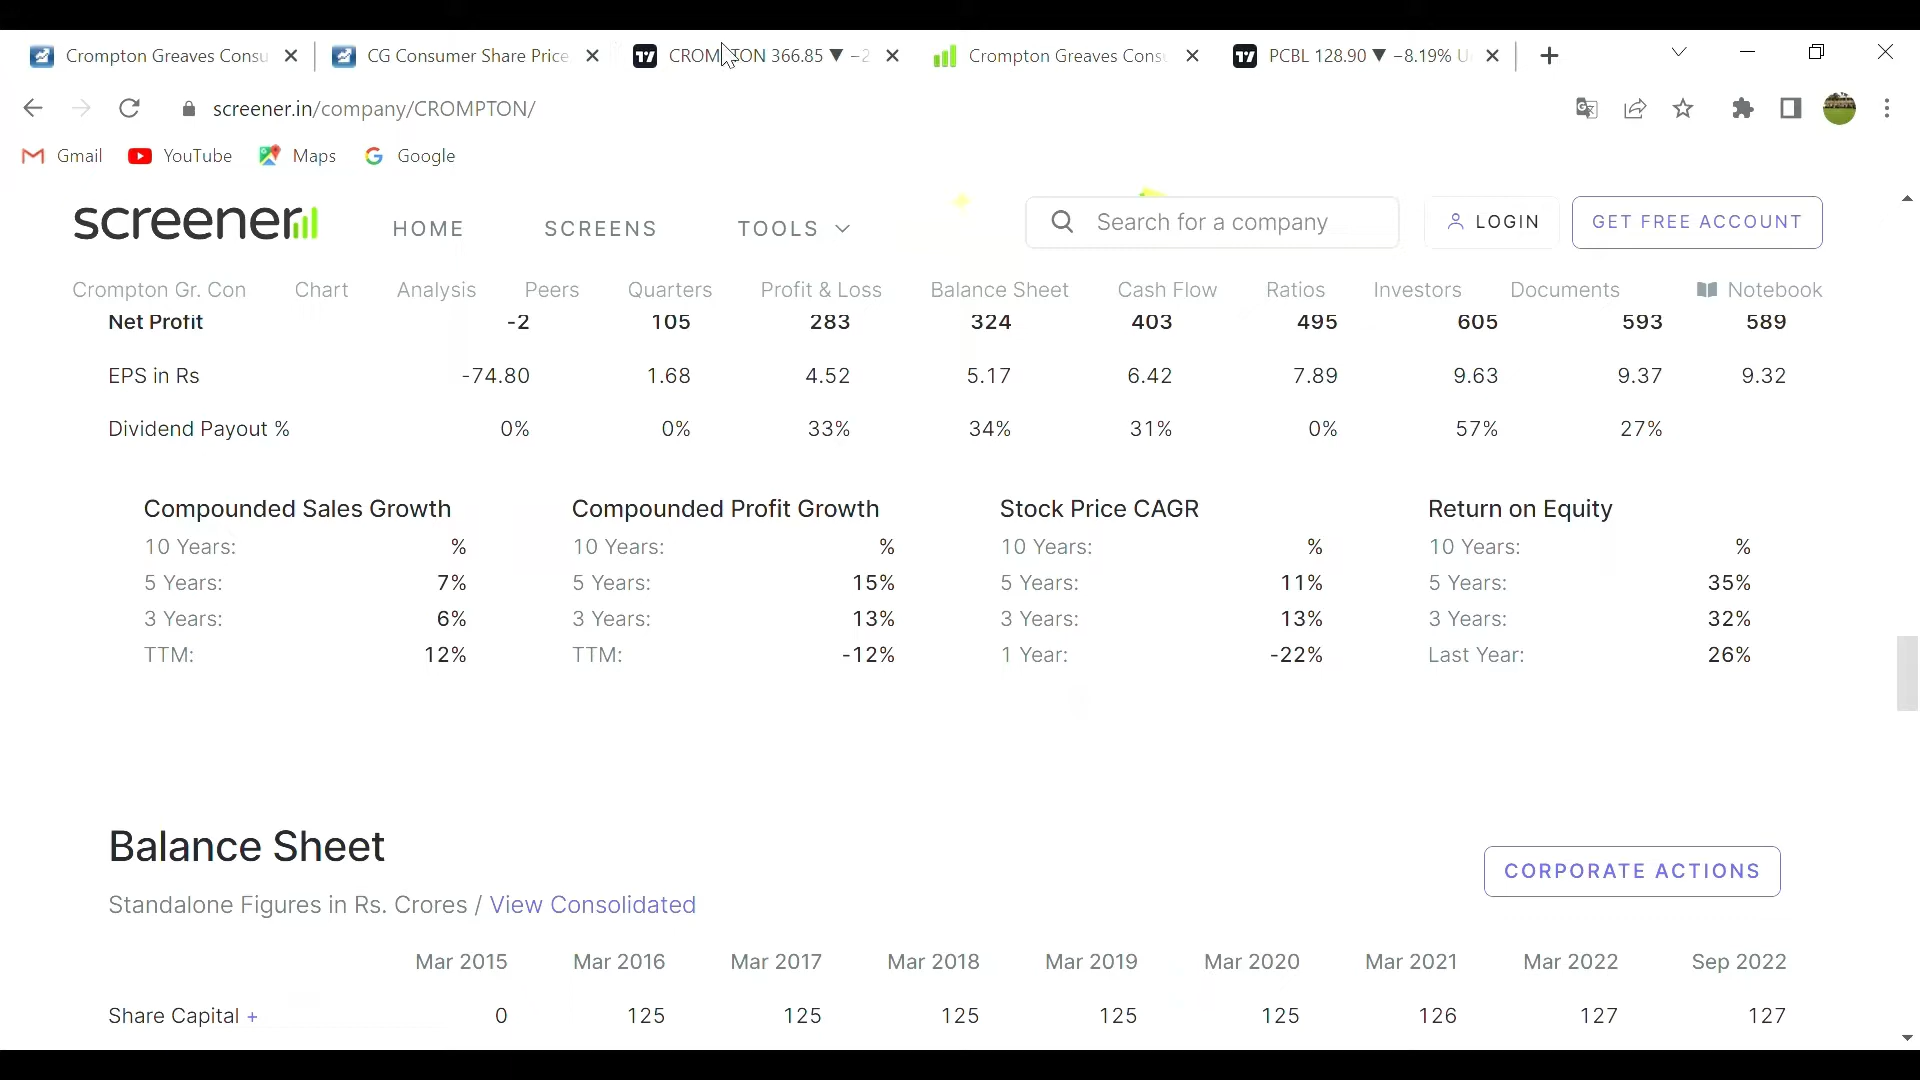 Crompton Greaves Consu
CG Consumer Share Price
CROMPTON 366.85 ▼ −2
Crompton Greaves Cons
PCBL 128.90 ▼ −8.19% U
screener.in/company/CROMPTON/
Gmail YouTube Maps Google
screener HOME SCREENS TOOLS Search for a company LOGIN GET FREE ACCOUNT
Crompton Gr. Con Chart Analysis Peers Quarters Profit & Loss Balance Sheet Cash Flow Ratios Investors Documents Notebook
Net Profit -2 105 283 324 403 495 605 593 589
EPS in Rs -74.80 1.68 4.52 5.17 6.42 7.89 9.63 9.37 9.32
Dividend Payout % 0% 0% 33% 34% 31% 0% 57% 27%
Compounded Sales Growth Compounded Profit Growth Stock Price CAGR Return on Equity
10 Years: % 10 Years: % 10 Years: % 10 Years: %
5 Years: 7% 5 Years: 15% 5 Years: 11% 5 Years: 35%
3 Years: 6% 3 Years: 13% 3 Years: 13% 3 Years: 32%
TTM: 12% TTM: -12% 1 Year: -22% Last Year: 26%
Balance Sheet
CORPORATE ACTIONS
Standalone Figures in Rs. Crores / View Consolidated
Mar 2015 Mar 2016 Mar 2017 Mar 2018 Mar 2019 Mar 2020 Mar 2021 Mar 2022 Sep 2022
Share Capital + 0 125 125 125 125 125 126 127 127